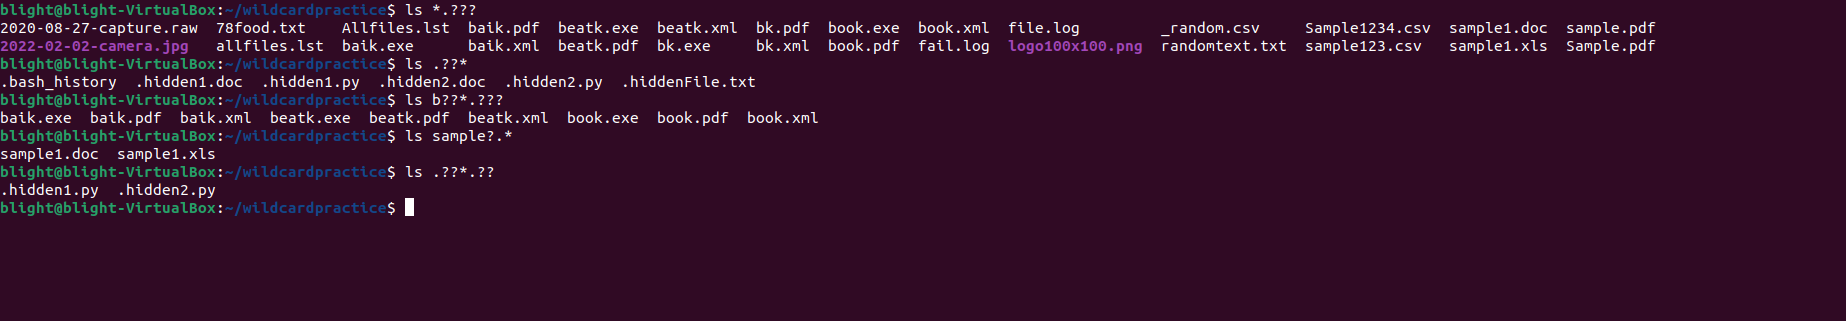 blight@blight-VirtualBox:~/wildcardpractice$ ls *.???
2020-08-27-capture.raw  78food.txt    Allfiles.lst  baik.pdf  beatk.exe  beatk.xml  bk.pdf  book.exe  book.xml  file.log         _random.csv     Sample1234.csv  sample1.doc  sample.pdf
2022-02-02-camera.jpg   allfiles.lst  baik.exe      baik.xml  beatk.pdf  bk.exe     bk.xml  book.pdf  fail.log  logo100x100.png  randomtext.txt  sample123.csv   sample1.xls  Sample.pdf
blight@blight-VirtualBox:~/wildcardpractice$ ls .??*
.bash_history  .hidden1.doc  .hidden1.py  .hidden2.doc  .hidden2.py  .hiddenFile.txt
blight@blight-VirtualBox:~/wildcardpractice$ ls b??*.???
baik.exe  baik.pdf  baik.xml  beatk.exe  beatk.pdf  beatk.xml  book.exe  book.pdf  book.xml
blight@blight-VirtualBox:~/wildcardpractice$ ls sample?.*
sample1.doc  sample1.xls
blight@blight-VirtualBox:~/wildcardpractice$ ls .??*.??
.hidden1.py  .hidden2.py
blight@blight-VirtualBox:~/wildcardpractice$